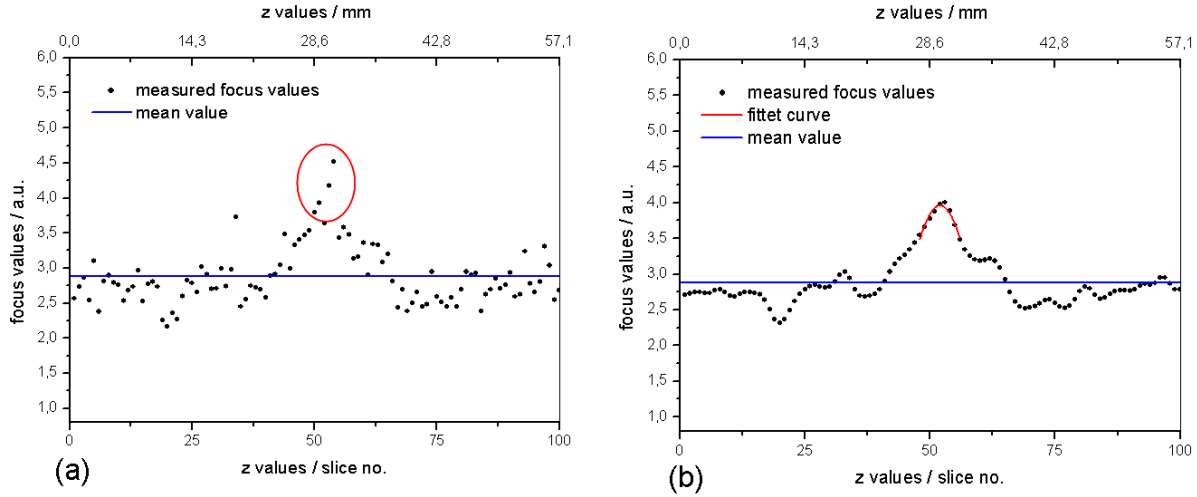 z values / mm
0,0 14,3 28,6 42,8 57,1
6,0
5,5
5,0
4,5
4,0
3,5
3,0
2,5
2,0
1,5
1,0
focus values / a.u.
measured focus values
mean value
0 25 50 75 100
z values / slice no.
(a)
z values / mm
0,0 14,3 28,6 42,8 57,1
6,0
5,5
5,0
4,5
4,0
3,5
3,0
2,5
2,0
1,5
1,0
focus values / a.u.
measured focus values
fittet curve
mean value
0 25 50 75 100
z values / slice no.
(b)